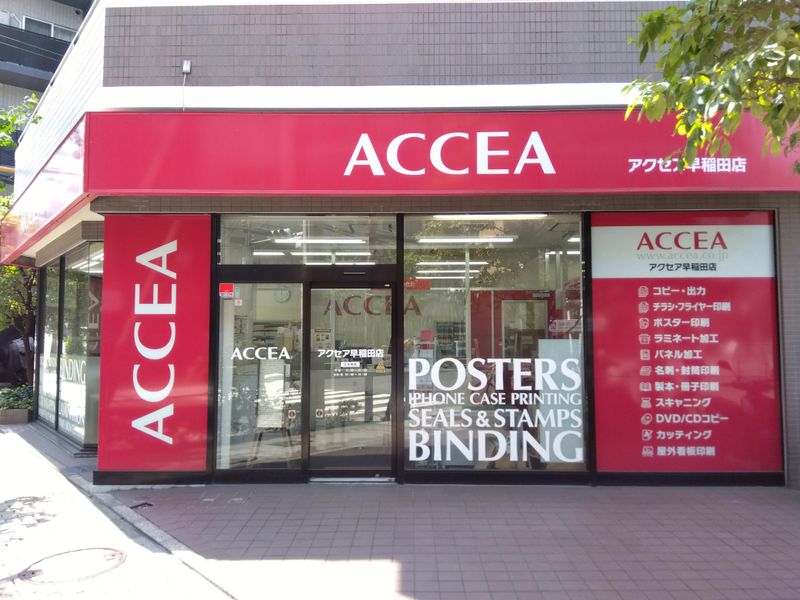 ACCEA
アクセア早稲田店
ACCEA
ACCEA
アクセア早稲田店
POSTERS
IPHONE CASE PRINTING
SEALS & STAMPS
BINDING
ACCEA
www.accea.co.jp
アクセア早稲田店
コピー・出力
チラシ・フライヤー印刷
ポスター印刷
ラミネート加工
パネル加工
名刺・封筒印刷
製本・冊子印刷
スキャニング
DVD/CDコピー
カッティング
屋外看板印刷
ACCEA
BINDING